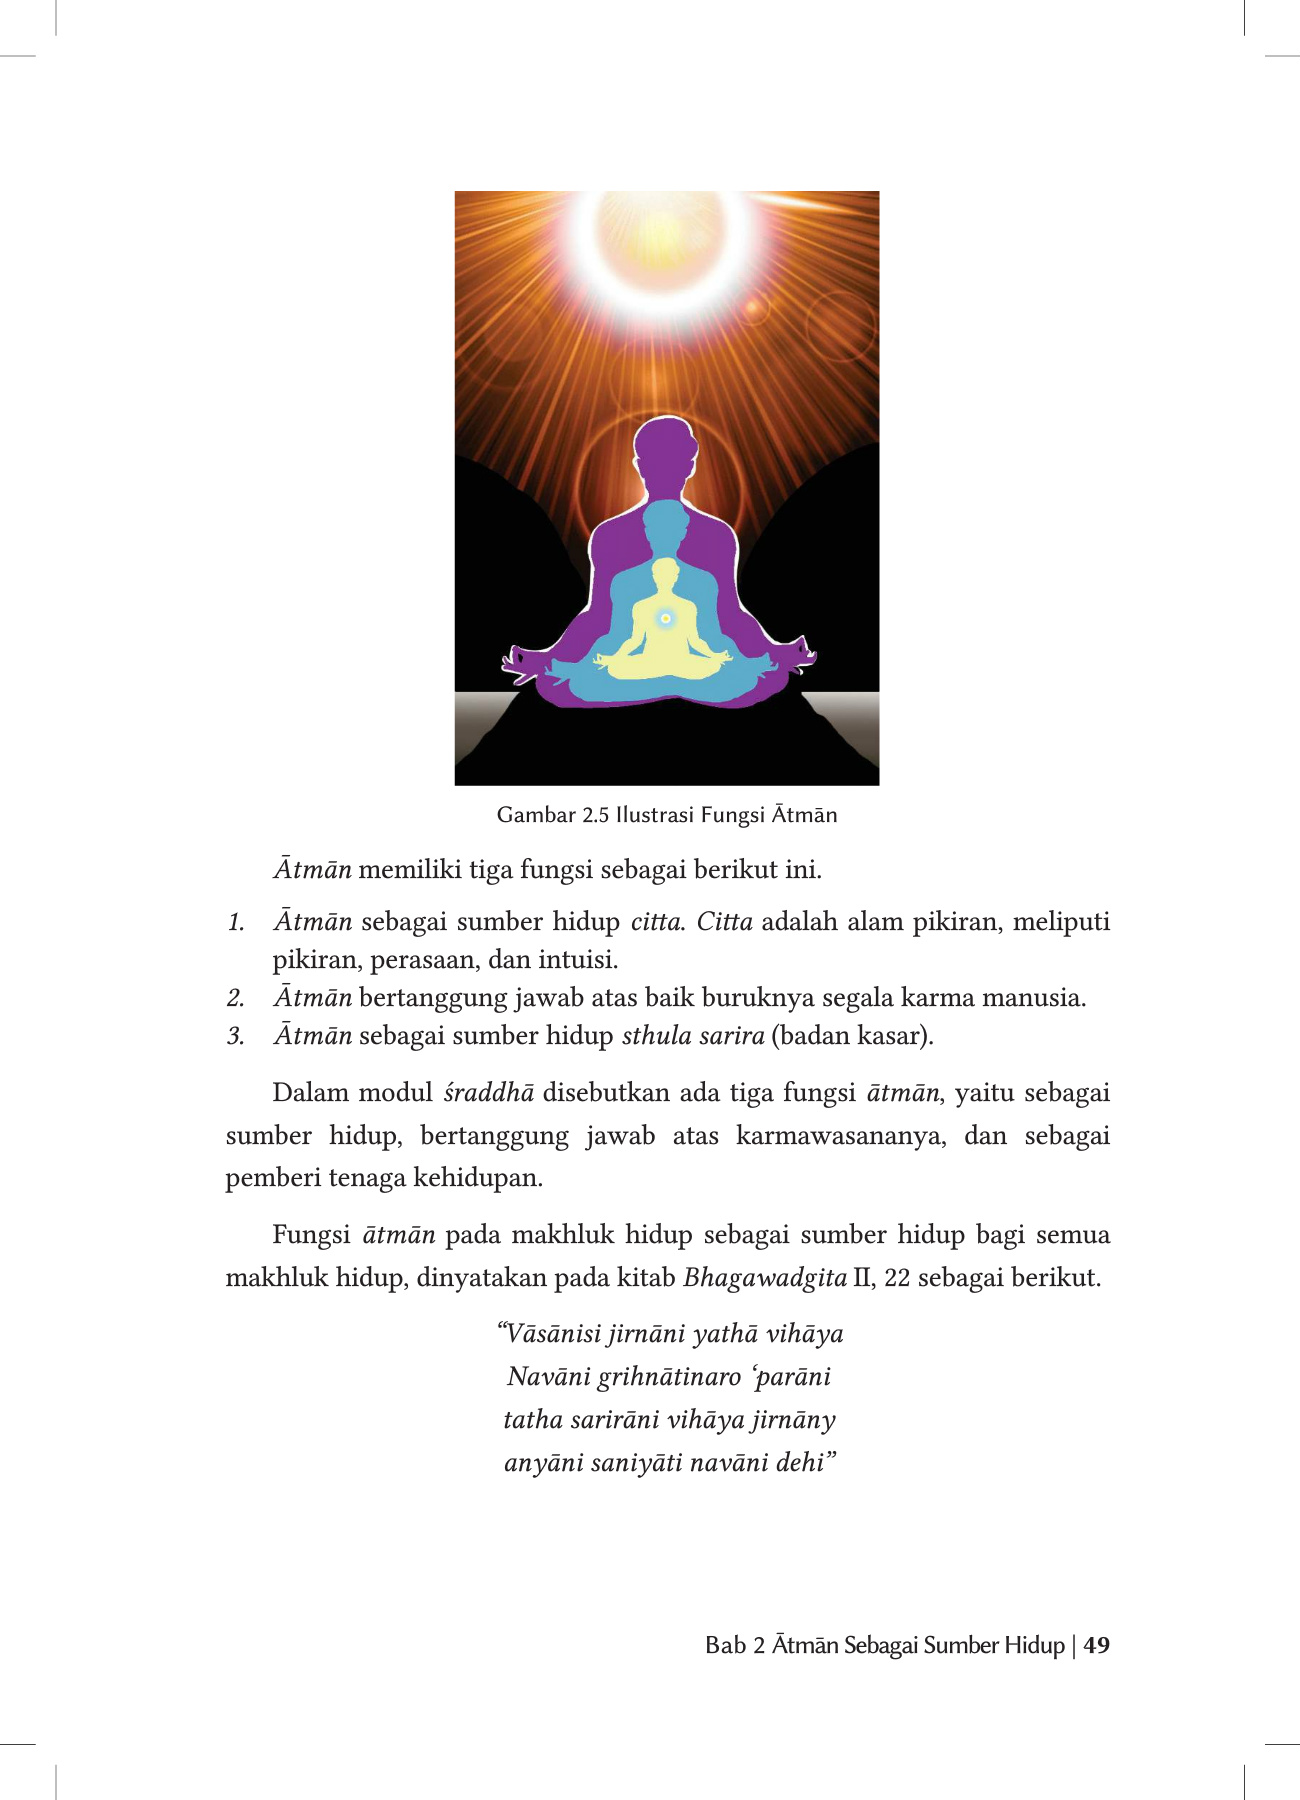 Gambar 2.5 Ilustrasi Fungsi Ātmān
Ātmān memiliki tiga fungsi sebagai berikut ini.
1. Ātmān sebagai sumber hidup citta. Citta adalah alam pikiran, meliputi
pikiran, perasaan, dan intuisi.
2. Ātmān bertanggung jawab atas baik buruknya segala karma manusia.
3. Ātmān sebagai sumber hidup sthula sarira (badan kasar).
Dalam modul śraddhā disebutkan ada tiga fungsi ātmān, yaitu sebagai
sumber hidup, bertanggung jawab atas karmawasananya, dan sebagai
pemberi tenaga kehidupan.
Fungsi ātmān pada makhluk hidup sebagai sumber hidup bagi semua
makhluk hidup, dinyatakan pada kitab Bhagawadgita II, 22 sebagai berikut.
“Vāsānisi jirnāni yathā vihāya
Navāni grihnātinaro ‘parāni
tatha sarirāni vihāya jirnāny
anyāni saniyāti navāni dehi”
Bab 2 Ātmān Sebagai Sumber Hidup | 49